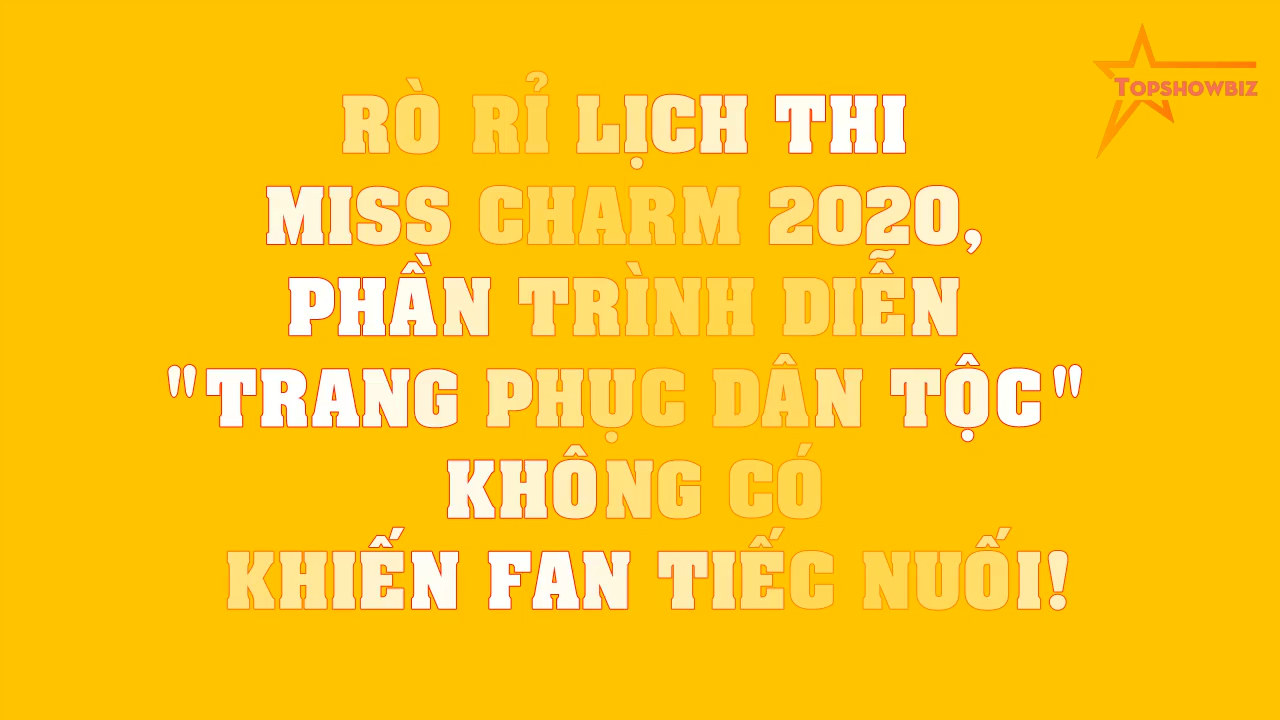 TOPSHOWBIZ
RÒ RỈ LỊCH THI
MISS CHARM 2020,
PHẦN TRÌNH DIỄN
"TRANG PHỤC DÂN TỘC"
KHÔNG CÓ
KHIẾN FAN TIẾC NUỐI!